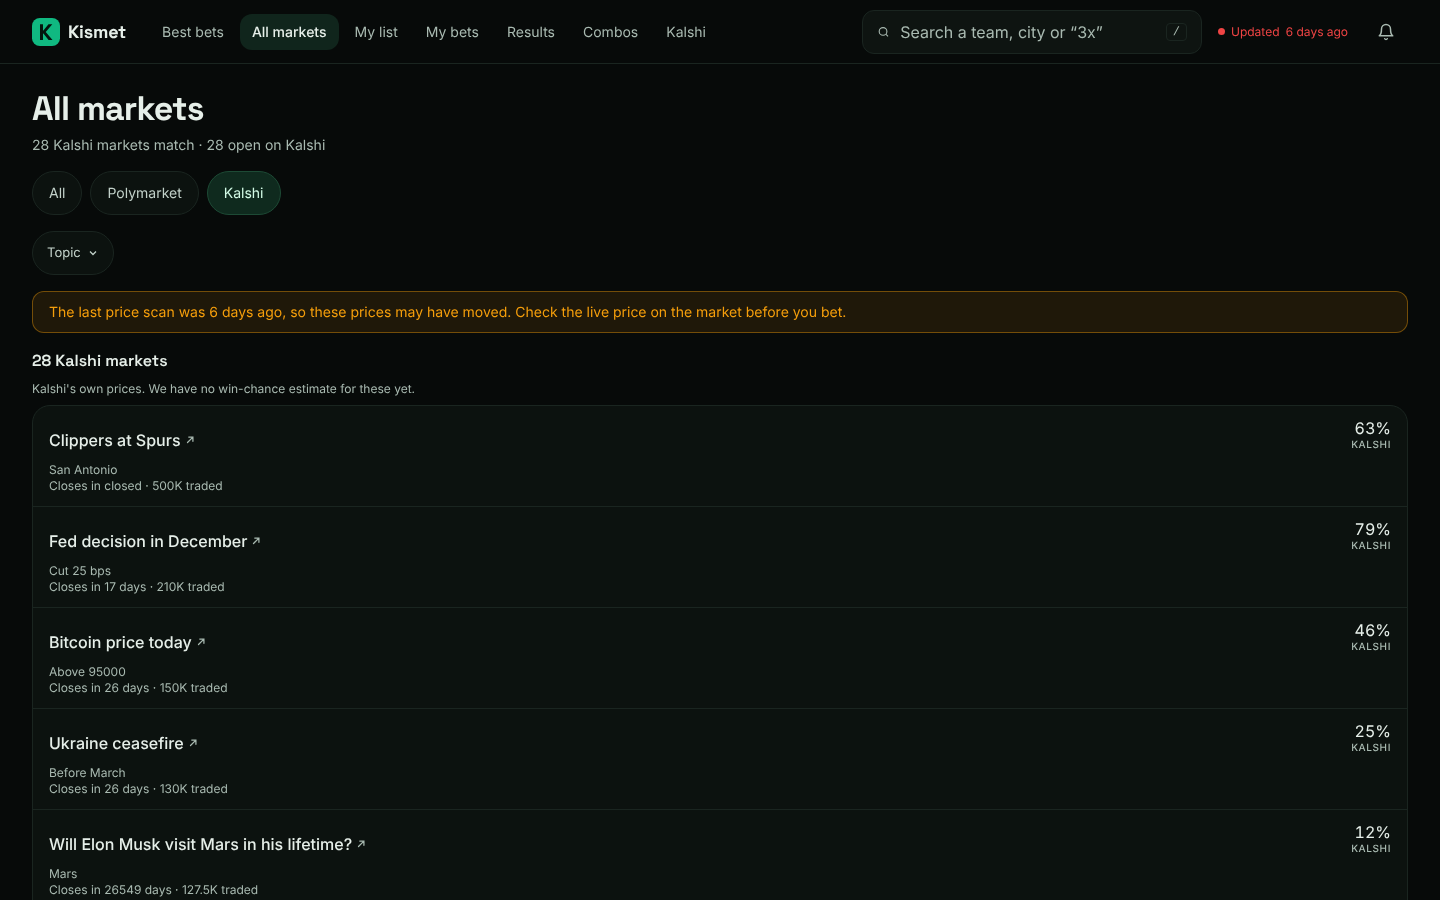 Kismet
Best bets
All markets
My list
My bets
Results
Combos
Kalshi
Search a team, city or “3x”
/
Updated 6 days ago
All markets
28 Kalshi markets match · 28 open on Kalshi
All
Polymarket
Kalshi
Topic
The last price scan was 6 days ago, so these prices may have moved. Check the live price on the market before you bet.
28 Kalshi markets
Kalshi's own prices. We have no win-chance estimate for these yet.
Clippers at Spurs ↗
63%
KALSHI
San Antonio
Closes in closed · 500K traded
Fed decision in December ↗
79%
KALSHI
Cut 25 bps
Closes in 17 days · 210K traded
Bitcoin price today ↗
46%
KALSHI
Above 95000
Closes in 26 days · 150K traded
Ukraine ceasefire ↗
25%
KALSHI
Before March
Closes in 26 days · 130K traded
Will Elon Musk visit Mars in his lifetime? ↗
12%
KALSHI
Mars
Closes in 26549 days · 127.5K traded